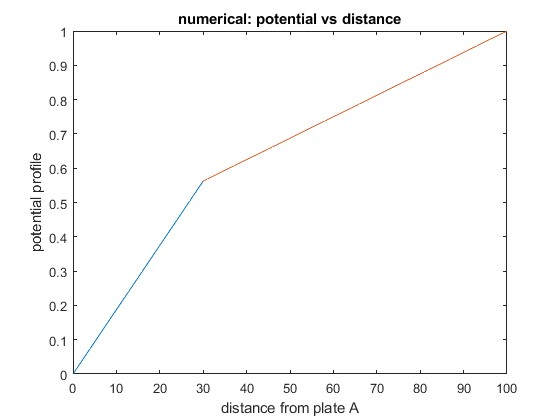 numerical: potential vs distance
1
0.9
0.8
0.7
0.6
0.5
0.4
0.3
0.2
0.1
0
potential profile
0 10 20 30 40 50 60 70 80 90 100
distance from plate A